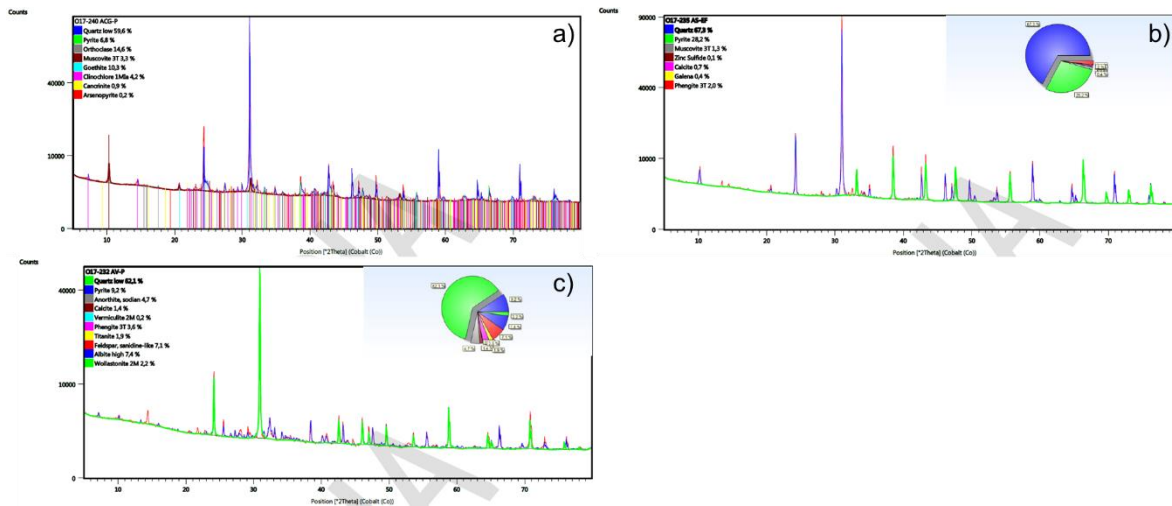 Counts
O17-240 ACG-P
Quartz low 59,6 %
Pyrite 6,8 %
Orthoclase 14,6 %
Muscovite 3T 3,3 %
Goethite 10,3 %
Clinochlore 1MIIa 4,2 %
Cancrinite 0,9 %
Arsenopyrite 0,2 %
a)
40000
10000
0
10
20
30
40
50
60
70
Position [°2Theta] (Cobalt (Co))
Counts
O17-235 AS-EF
Quartz 67,3 %
Pyrite 28,2 %
Muscovite 3T 1,3 %
Zinc Sulfide 0,1 %
Calcite 0,7 %
Galena 0,4 %
Phengite 3T 2,0 %
b)
90000
40000
10000
0
10
20
30
40
50
60
70
Position [°2Theta] (Cobalt (Co))
Counts
O17-232 AV-P
Quartz low 62,1 %
Pyrite 9,2 %
Anorthite, sodian 4,7 %
Calcite 1,4 %
Vermiculite 2M 0,2 %
Phengite 3T 3,6 %
Titanite 1,9 %
Feldspar, sanidine-like 7,1 %
Albite high 7,4 %
Wollastonite 2M 2,2 %
c)
40000
10000
0
10
20
30
40
50
60
70
Position [°2Theta] (Cobalt (Co))